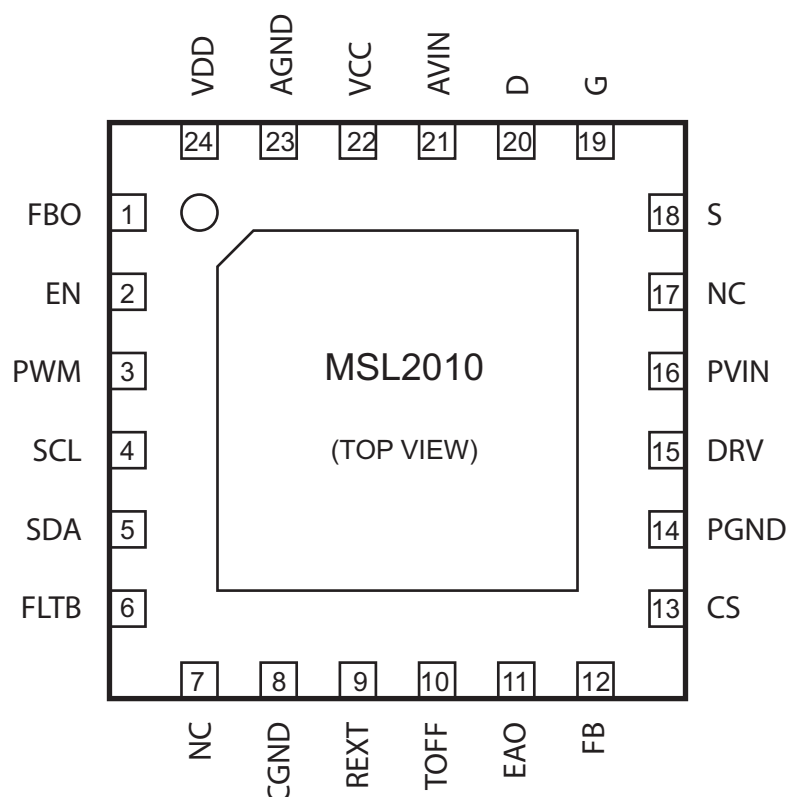 VDD AGND VCC AVIN D G
24 23 22 21 20 19
FBO 1 18 S
EN 2 17 NC
PWM 3 16 PVIN
MSL2010
SCL 4 15 DRV
(TOP VIEW)
SDA 5 14 PGND
FLTB 6 13 CS
7 8 9 10 11 12
NC CGND REXT TOFF EAO FB